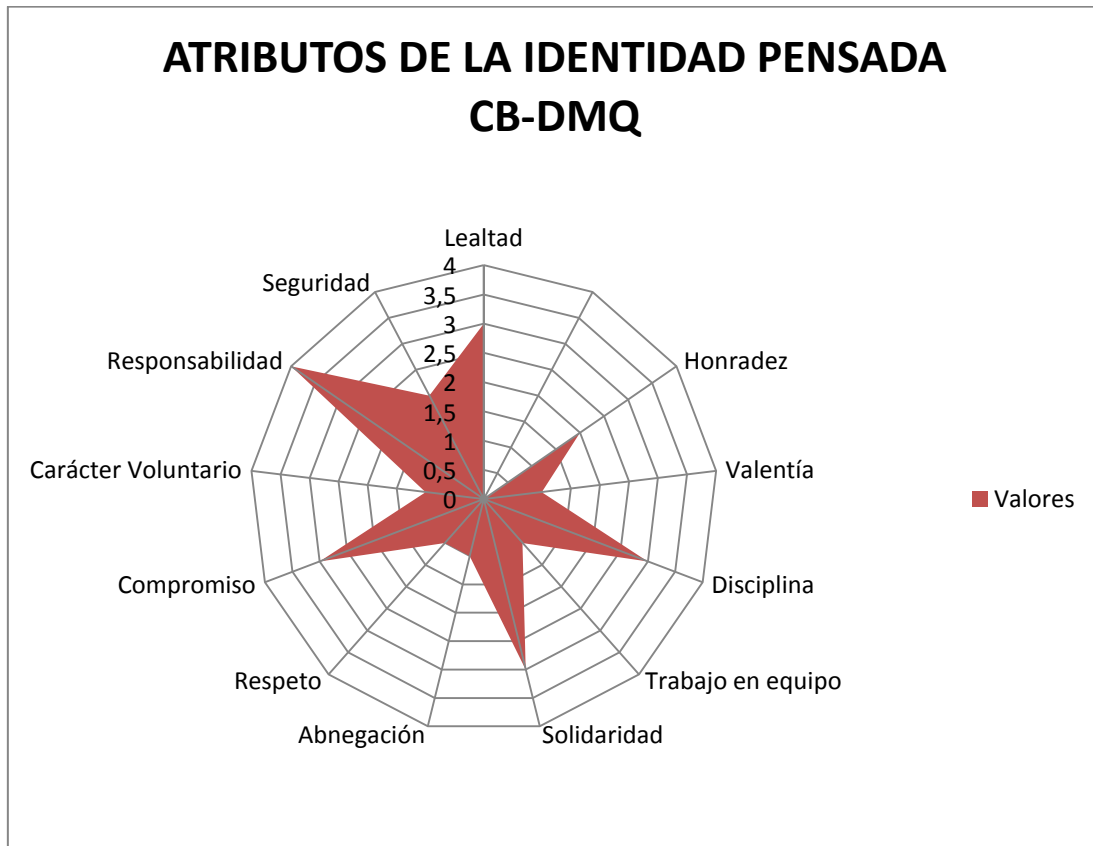 ATRIBUTOS DE LA IDENTIDAD PENSADA
CB-DMQ
Lealtad
Seguridad
Honradez
Responsabilidad
Valentía
Carácter Voluntario
Disciplina
Compromiso
Trabajo en equipo
Respeto
Solidaridad
Abnegación
4
3,5
3
2,5
2
1,5
1
0,5
0
Valores